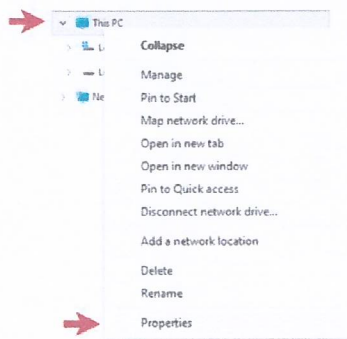 This PC
L
L
Ne
Collapse
Manage
Pin to Start
Map network drive...
Open in new tab
Open in new window
Pin to Quick access
Disconnect network drive...
Add a network location
Delete
Rename
Properties